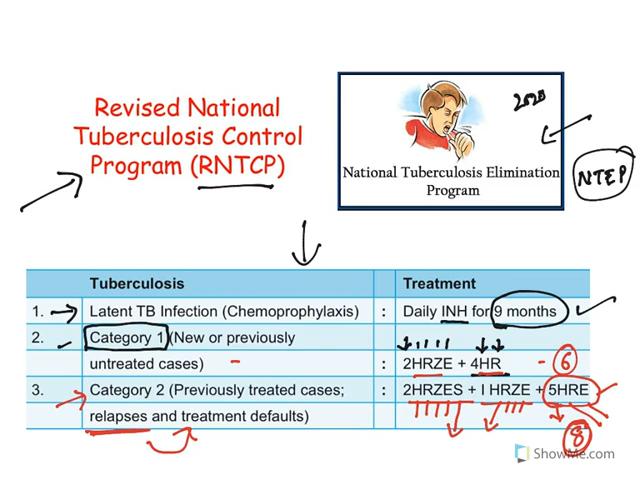 Revised National
Tuberculosis Control
Program (RNTCP)
2020
National Tuberculosis Elimination
Program
NTEP
Tuberculosis Treatment
1. Latent TB Infection (Chemoprophylaxis) : Daily INH for 9 months
2. Category 1 (New or previously
untreated cases) : 2HRZE + 4HR - 6
3. Category 2 (Previously treated cases; 2HRZES + I HRZE + 5HRE
relapses and treatment defaults) : 8
ShowMe.com